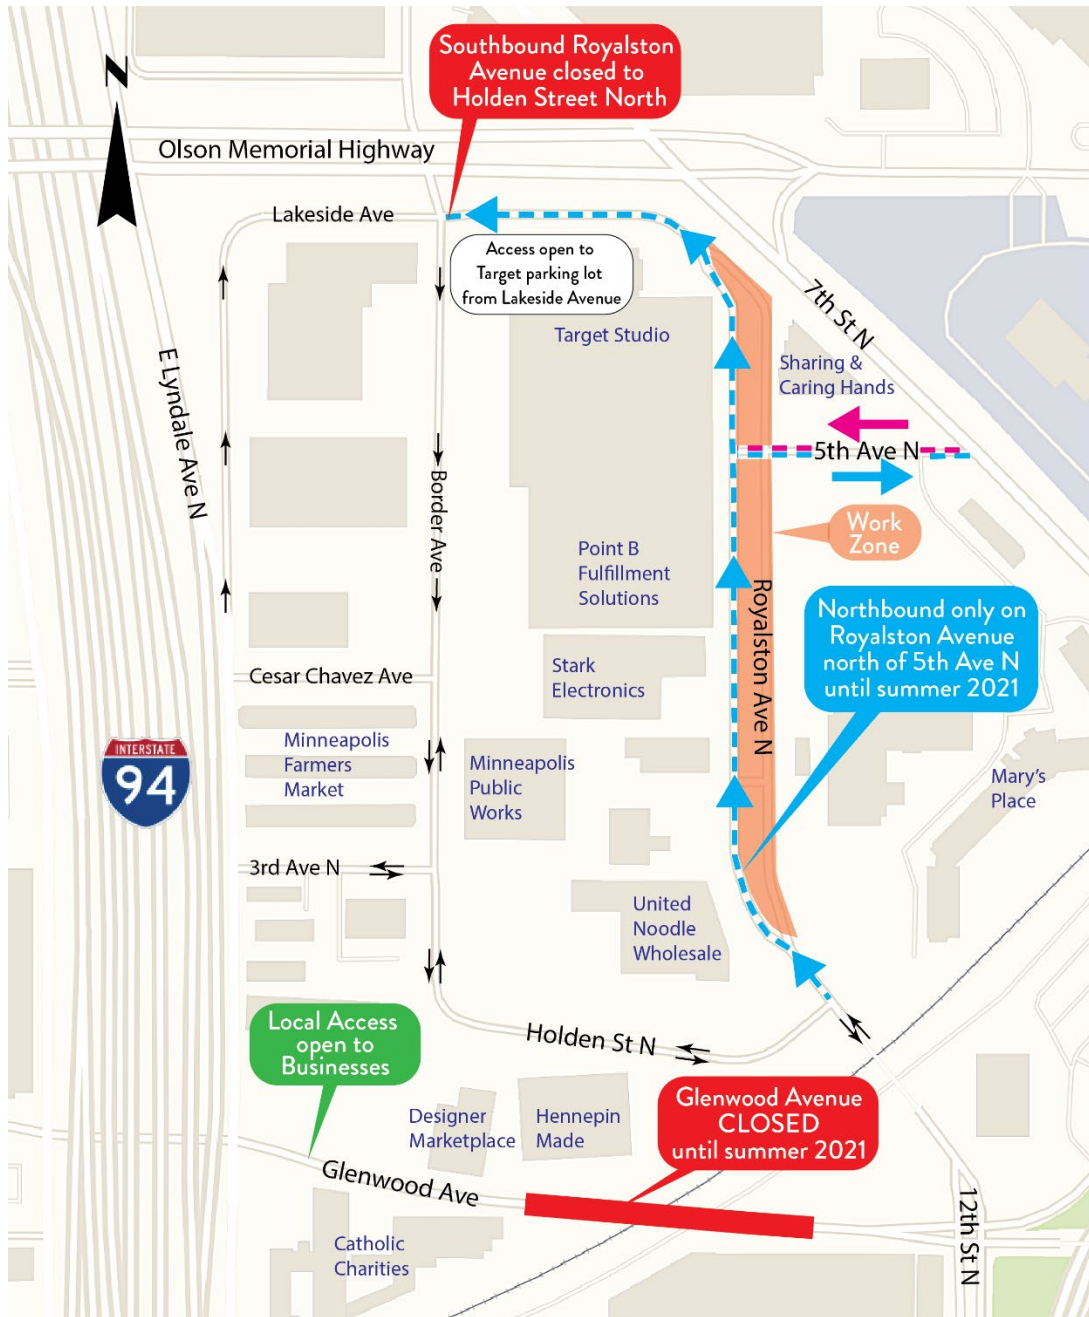 Southbound Royalston
Avenue closed to
Holden Street North
N
Olson Memorial Highway
Lakeside Ave
Access open to
Target parking lot
from Lakeside Avenue
7th St N
Target Studio
Sharing &
Caring Hands
E Lyndale Ave N
5th Ave N
Border Ave
Work
Zone
Point B
Fulfillment
Solutions
Royalston Ave N
Northbound only on
Royalston Avenue
north of 5th Ave N
until summer 2021
Cesar Chavez Ave
Stark
Electronics
INTERSTATE
94
Minneapolis
Farmers
Market
Minneapolis
Public
Works
Mary's
Place
3rd Ave N
United
Noodle
Wholesale
Local Access
open to
Businesses
Holden St N
Designer
Marketplace
Hennepin
Made
Glenwood Avenue
CLOSED
until summer 2021
Glenwood Ave
12th St N
Catholic
Charities